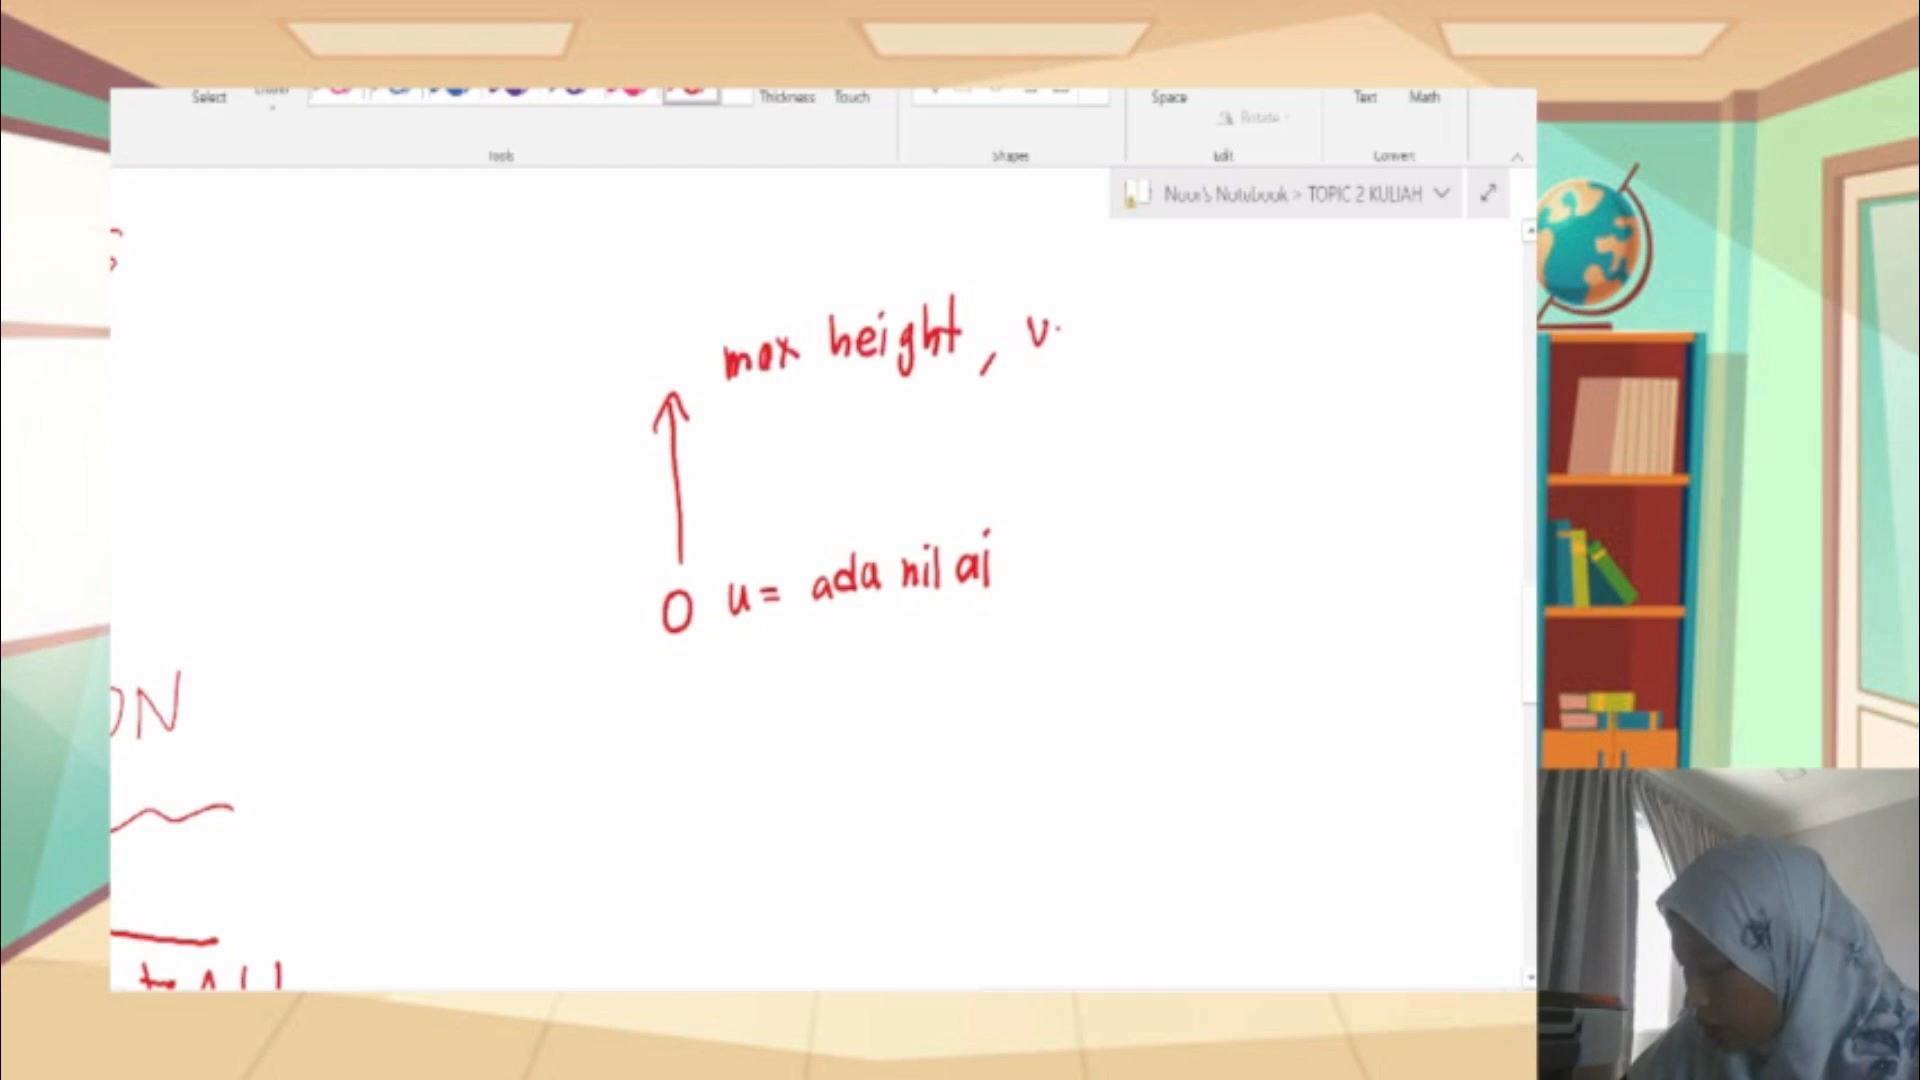 Select
Thickness Touch
Space
Text Math
Rotate
Tools
Shapes
Edit
Convert
Noor's Notebook > TOPIC 2 KULIAH
max height, v.
u= ada nilai
ON